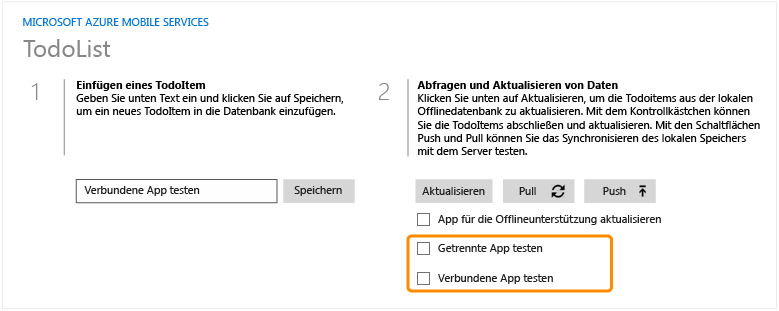 MICROSOFT AZURE MOBILE SERVICES
TodoList
1
Einfügen eines TodoItem
Geben Sie unten Text ein und klicken Sie auf Speichern,
um ein neues TodoItem in die Datenbank einzufügen.
Verbundene App testen
Speichern
2
Abfragen und Aktualisieren von Daten
Klicken Sie unten auf Aktualisieren, um die Todoitems aus der lokalen
Offlinedatenbank zu aktualisieren. Mit dem Kontrollkästchen können
Sie die TodoItems abschließen und aktualisieren. Mit den Schaltflächen
Push und Pull können Sie das Synchronisieren des lokalen Speichers
mit dem Server testen.
Aktualisieren
Pull
Push
App für die Offlineunterstützung aktualisieren
Getrennte App testen
Verbundene App testen